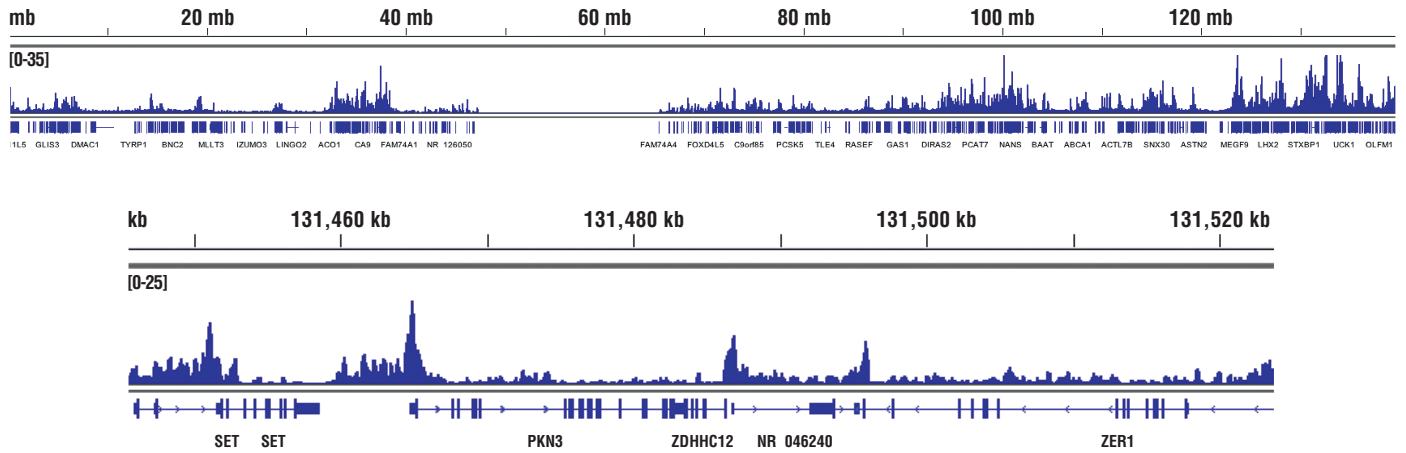 mb 20 mb 40 mb 60 mb 80 mb 100 mb 120 mb
[0-35]
1L5 GLIS3 DMAC1 TYRP1 BNC2 MLLT3 IZUMO3 LINGO2 ACO1 CA9 FAM74A1 NR 126050 FAM74A4 FOXD4L5 C9orf85 PCSK5 TLE4 RASEF GAS1 DIRAS2 PCAT7 NANS BAAT ABCA1 ACTL7B SNX30 ASTN2 MEGF9 LHX2 STXBP1 UCK1 OLFM1
kb 131,460 kb 131,480 kb 131,500 kb 131,520 kb
[0-25]
SET SET PKN3 ZDHHC12 NR 046240 ZER1